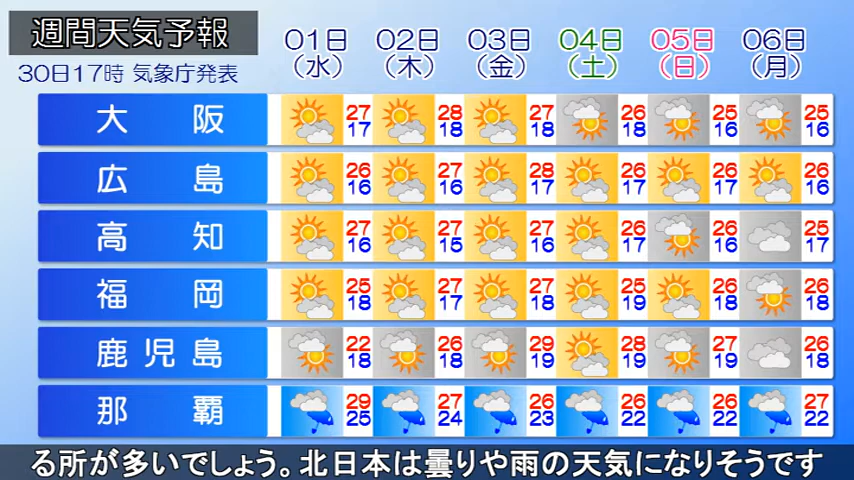 週間天気予報
30日17時 気象庁発表
01日 02日 03日 04日 05日 06日
(水) (木) (金) (土) (日) (月)
大阪 27 17 28 18 27 18 26 18 25 16 25 16
広島 26 16 27 16 28 17 26 17 26 17 26 16
高知 27 16 27 15 27 16 26 17 26 16 25 17
福岡 25 18 27 17 27 18 25 19 26 18 26 18
鹿児島 22 18 26 18 29 19 28 19 27 19 26 18
那覇 29 25 27 24 26 23 26 22 26 22 27 22
る所が多いでしょう。北日本は曇りや雨の天気になりそうです